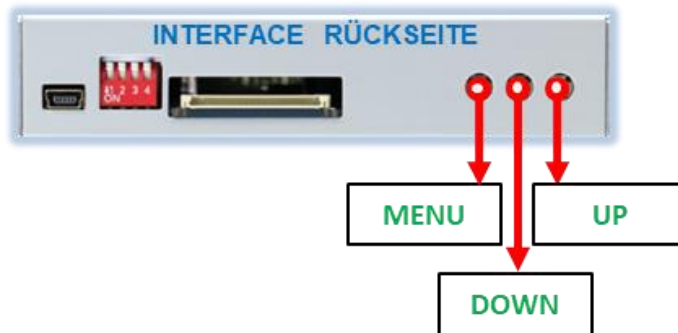 INTERFACE RÜCKSEITE
1 2 3 4
ON
MENU
UP
DOWN